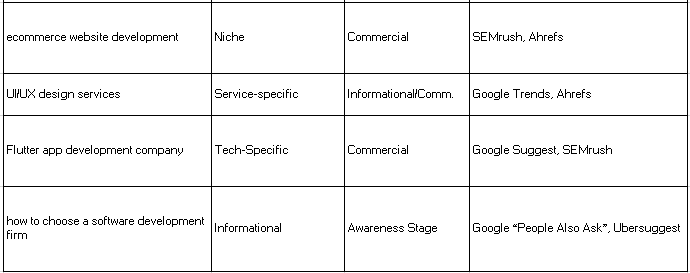 ecommerce website development Niche Commercial SEMrush, Ahrefs
UI/UX design services Service-specific Informational/Comm. Google Trends, Ahrefs
Flutter app development company Tech-Specific Commercial Google Suggest, SEMrush
how to choose a software development
firm Informational Awareness Stage Google “People Also Ask”, Ubersuggest